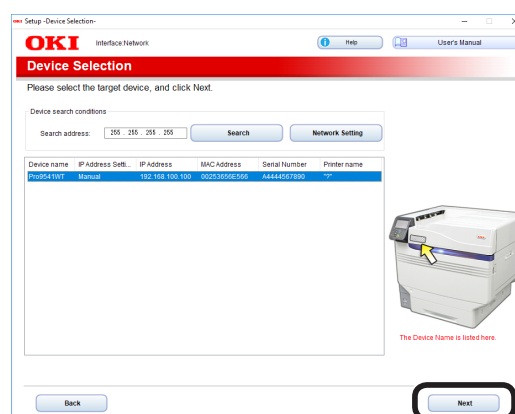 Setup -Device Selection-
OKI Interface:Network Help User's Manual
Device Selection
Please select the target device, and click Next.
Device search conditions
Search address: 255 . 255 . 255 . 255 Search Network Setting
Device name IP Address Setti... IP Address MAC Address Serial Number Printer name
Pro9541WT Manual 192.168.100.100 00253656E566 A4444567890 "?"
The Device Name is listed here.
Back Next